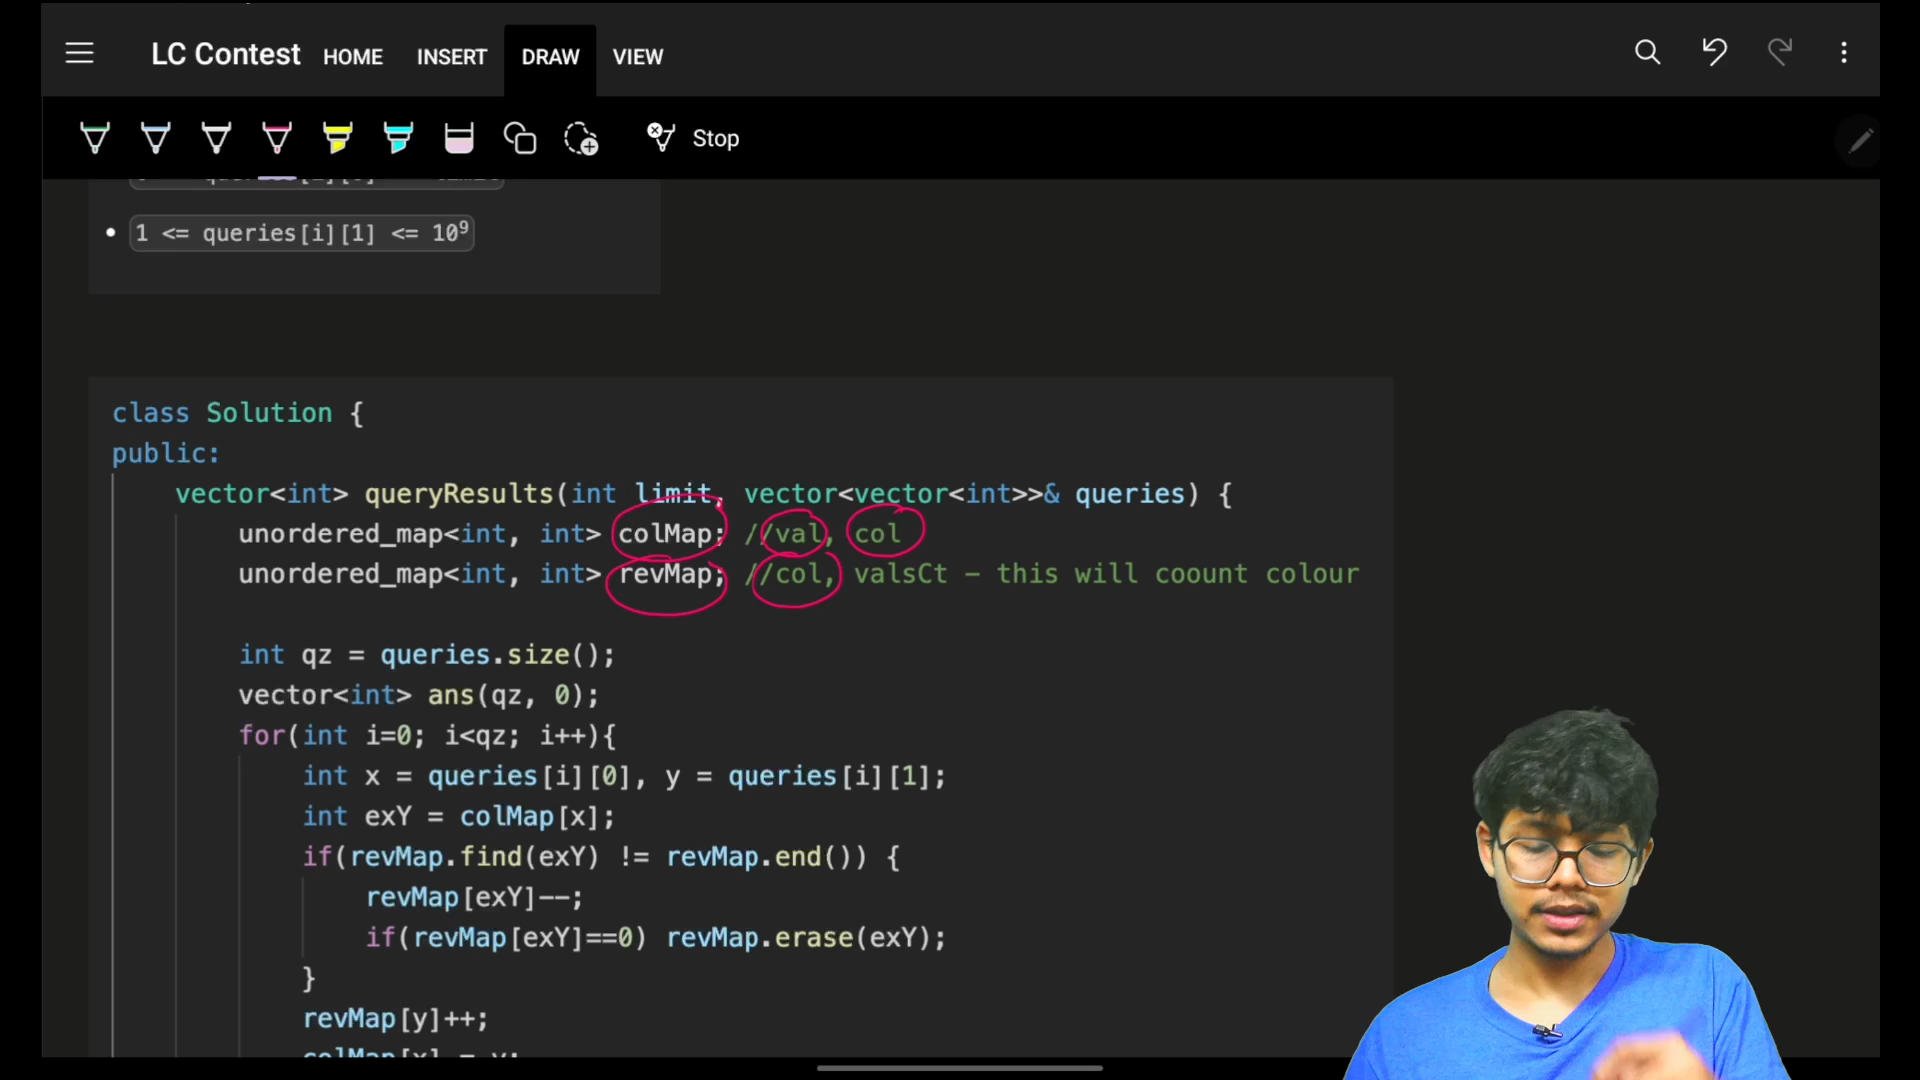 LC Contest HOME INSERT DRAW VIEW
Stop
1 <= queries[i][1] <= 10⁹
class Solution {
public:
vector<int> queryResults(int limit, vector<vector<int>>& queries) {
unordered_map<int, int> colMap; //val, col
unordered_map<int, int> revMap; //col, valsCt – this will coount colour
int qz = queries.size();
vector<int> ans(qz, 0);
for(int i=0; i<qz; i++){
int x = queries[i][0], y = queries[i][1];
int exY = colMap[x];
if(revMap.find(exY) != revMap.end()) {
revMap[exY]--;
if(revMap[exY]==0) revMap.erase(exY);
}
revMap[y]++;
colMap[x] = y;